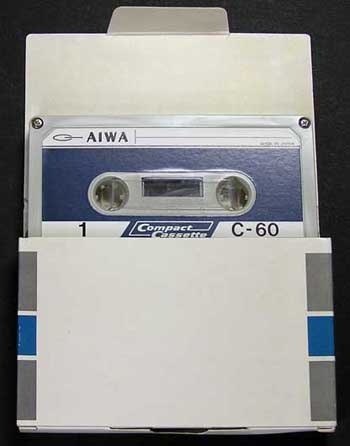 AIWA
MADE IN JAPAN
1 Compact Cassette C-60